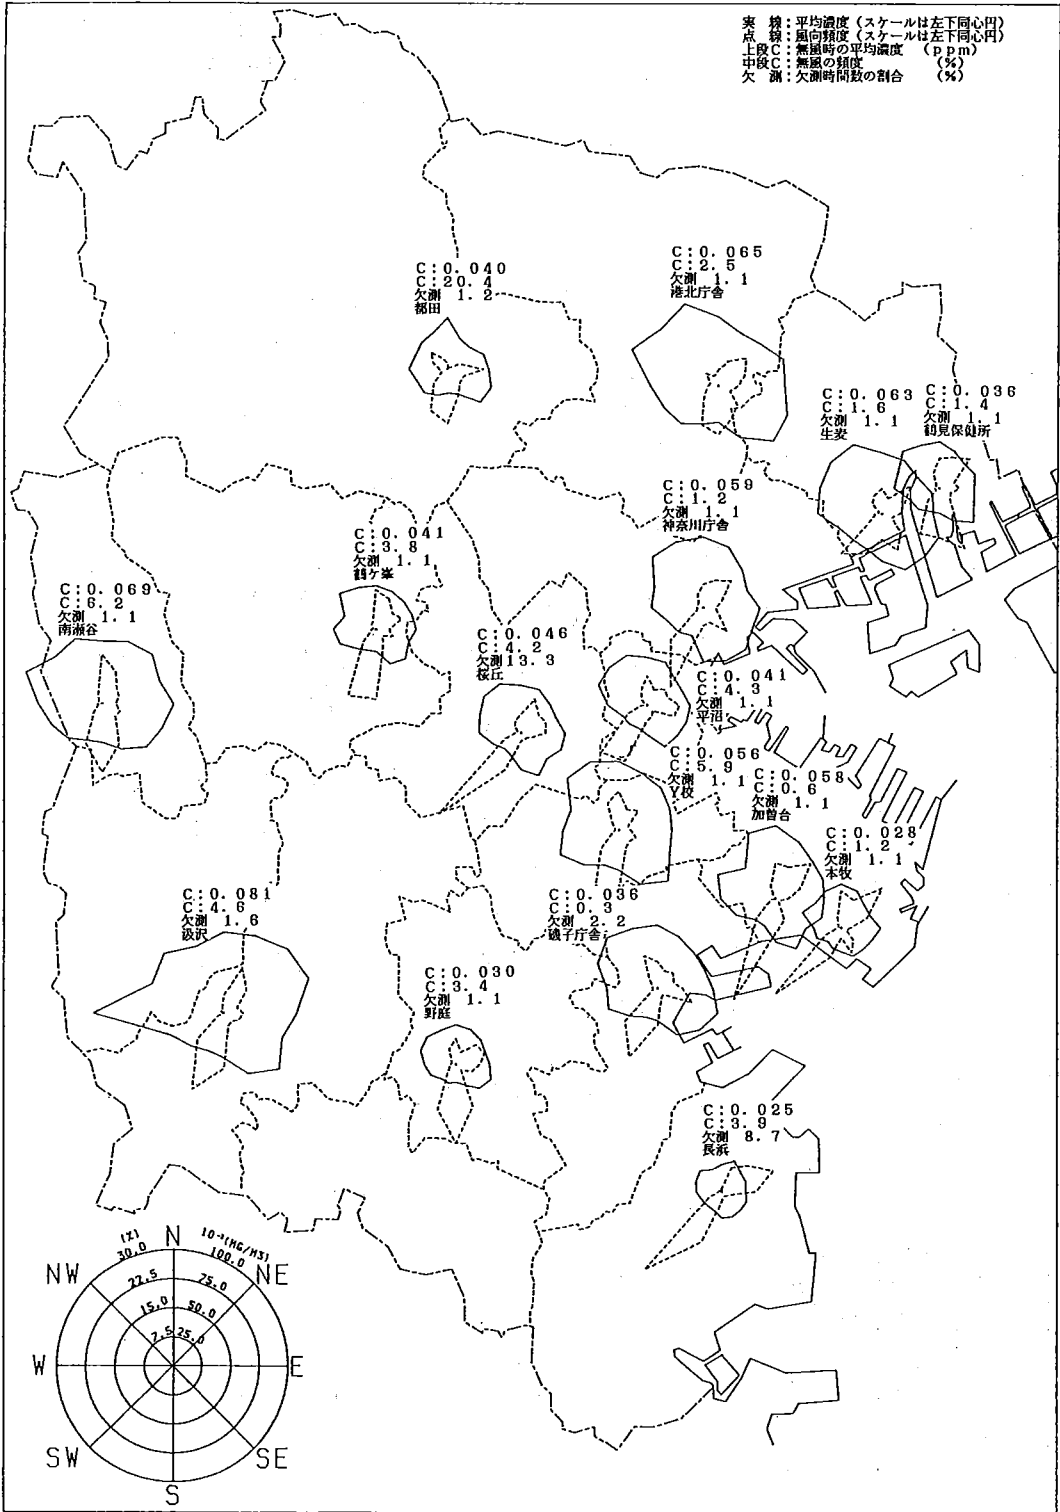 実　線：平均濃度（スケールは左下同心円）
点　線：風向頻度（スケールは左下同心円）
上段C：無風時の平均濃度　（ppm）
中段C：無風の頻度　（%）
欠　測：欠測時間数の割合　（%）
C：0.040
C：20.4
欠測 1.2
都田
C：0.065
C：2.5
欠測 1.1
港北庁舎
C：0.063
C：1.6
欠測 1.1
生麦
C：0.036
C：1.4
欠測 1.1
鶴見保健所
C：0.059
C：1.2
欠測 1.1
神奈川庁舎
C：0.041
C：3.8
欠測 1.1
鶴ケ峯
C：0.069
C：6.2
欠測 1.1
南瀬谷
C：0.046
C：4.2
欠測13.3
桜丘
C：0.041
C：4.3
欠測 1.1
平沼
C：0.056
C：5.9
欠測 1.1
Y校
C：0.058
C：0.6
欠測 1.1
加曽台
C：0.028
C：1.2
欠測 1.1
本牧
C：0.081
C：4.6
欠測 1.6
汲沢
C：0.036
C：0.3
欠測 2.2
磯子庁舎
C：0.030
C：3.4
欠測 1.1
野庭
C：0.025
C：3.9
欠測 8.7
長浜
(%)
30.0
N
10⁻³(MG/M3)
100.0
NW
22.5
75.0
NE
15.0
50.0
7.5
25.0
W
E
SW
SE
S